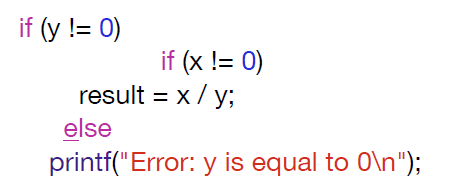 if (y != 0)
if (x != 0)
result = x / y;
else
printf("Error: y is equal to 0\n");